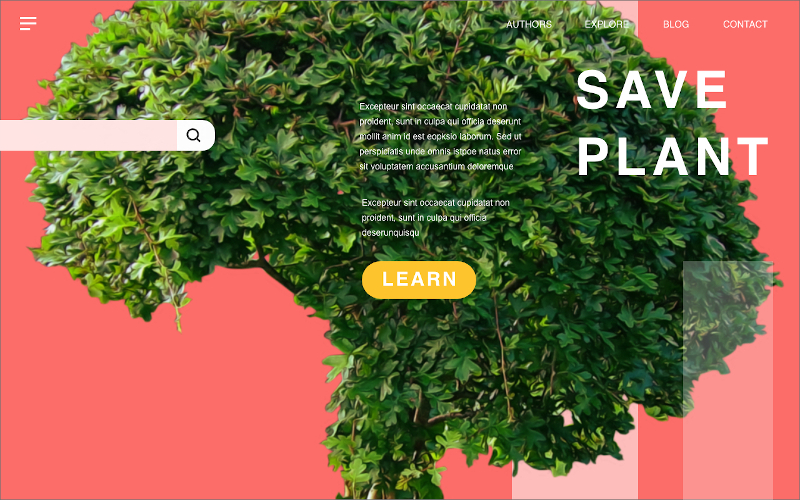 AUTHORS EXPLORE BLOG CONTACT
SAVE
PLANT
Excepteur sint occaecat cupidatat non
proident, sunt in culpa qui officia deserunt
mollit anim id est eopksio laborum. Sed ut
perspiciatis unde omnis istpoe natus error
sit voluptatem accusantium doloremque
Excepteur sint occaecat cupidatat non
proident, sunt in culpa qui officia
deserunquisqu
LEARN